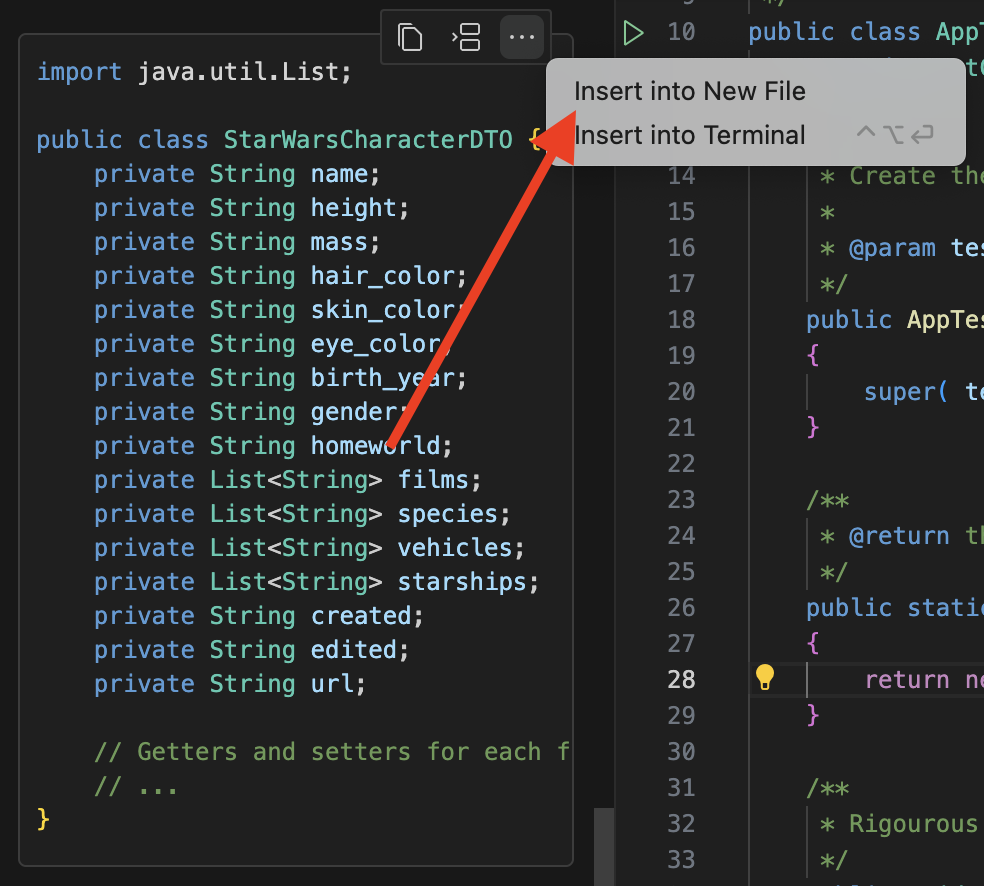 import java.util.List;
public class StarWarsCharacterDTO {
private String name;
private String height;
private String mass;
private String hair_color;
private String skin_color;
private String eye_color;
private String birth_year;
private String gender;
private String homeworld;
private List<String> films;
private List<String> species;
private List<String> vehicles;
private List<String> starships;
private String created;
private String edited;
private String url;
// Getters and setters for each f
// ...
}
Insert into New File
Insert into Terminal ^⌥⏎
*/
10 public class AppT
14 * Create the
15 *
16 * @param tes
17 */
18 public AppTes
19 {
20 super( te
21 }
22
23 /**
24 * @return th
25 */
26 public static
27 {
28 return ne
29 }
30
31 /**
32 * Rigourous
33 */